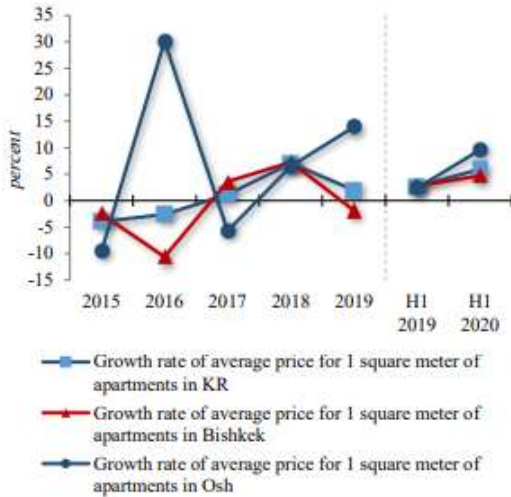 35
30
25
20
15
10
5
0
-5
-10
-15
percent
2015 2016 2017 2018 2019 H1 H1
2019 2020
Growth rate of average price for 1 square meter of
apartments in KR
Growth rate of average price for 1 square meter of
apartments in Bishkek
Growth rate of average price for 1 square meter of
apartments in Osh